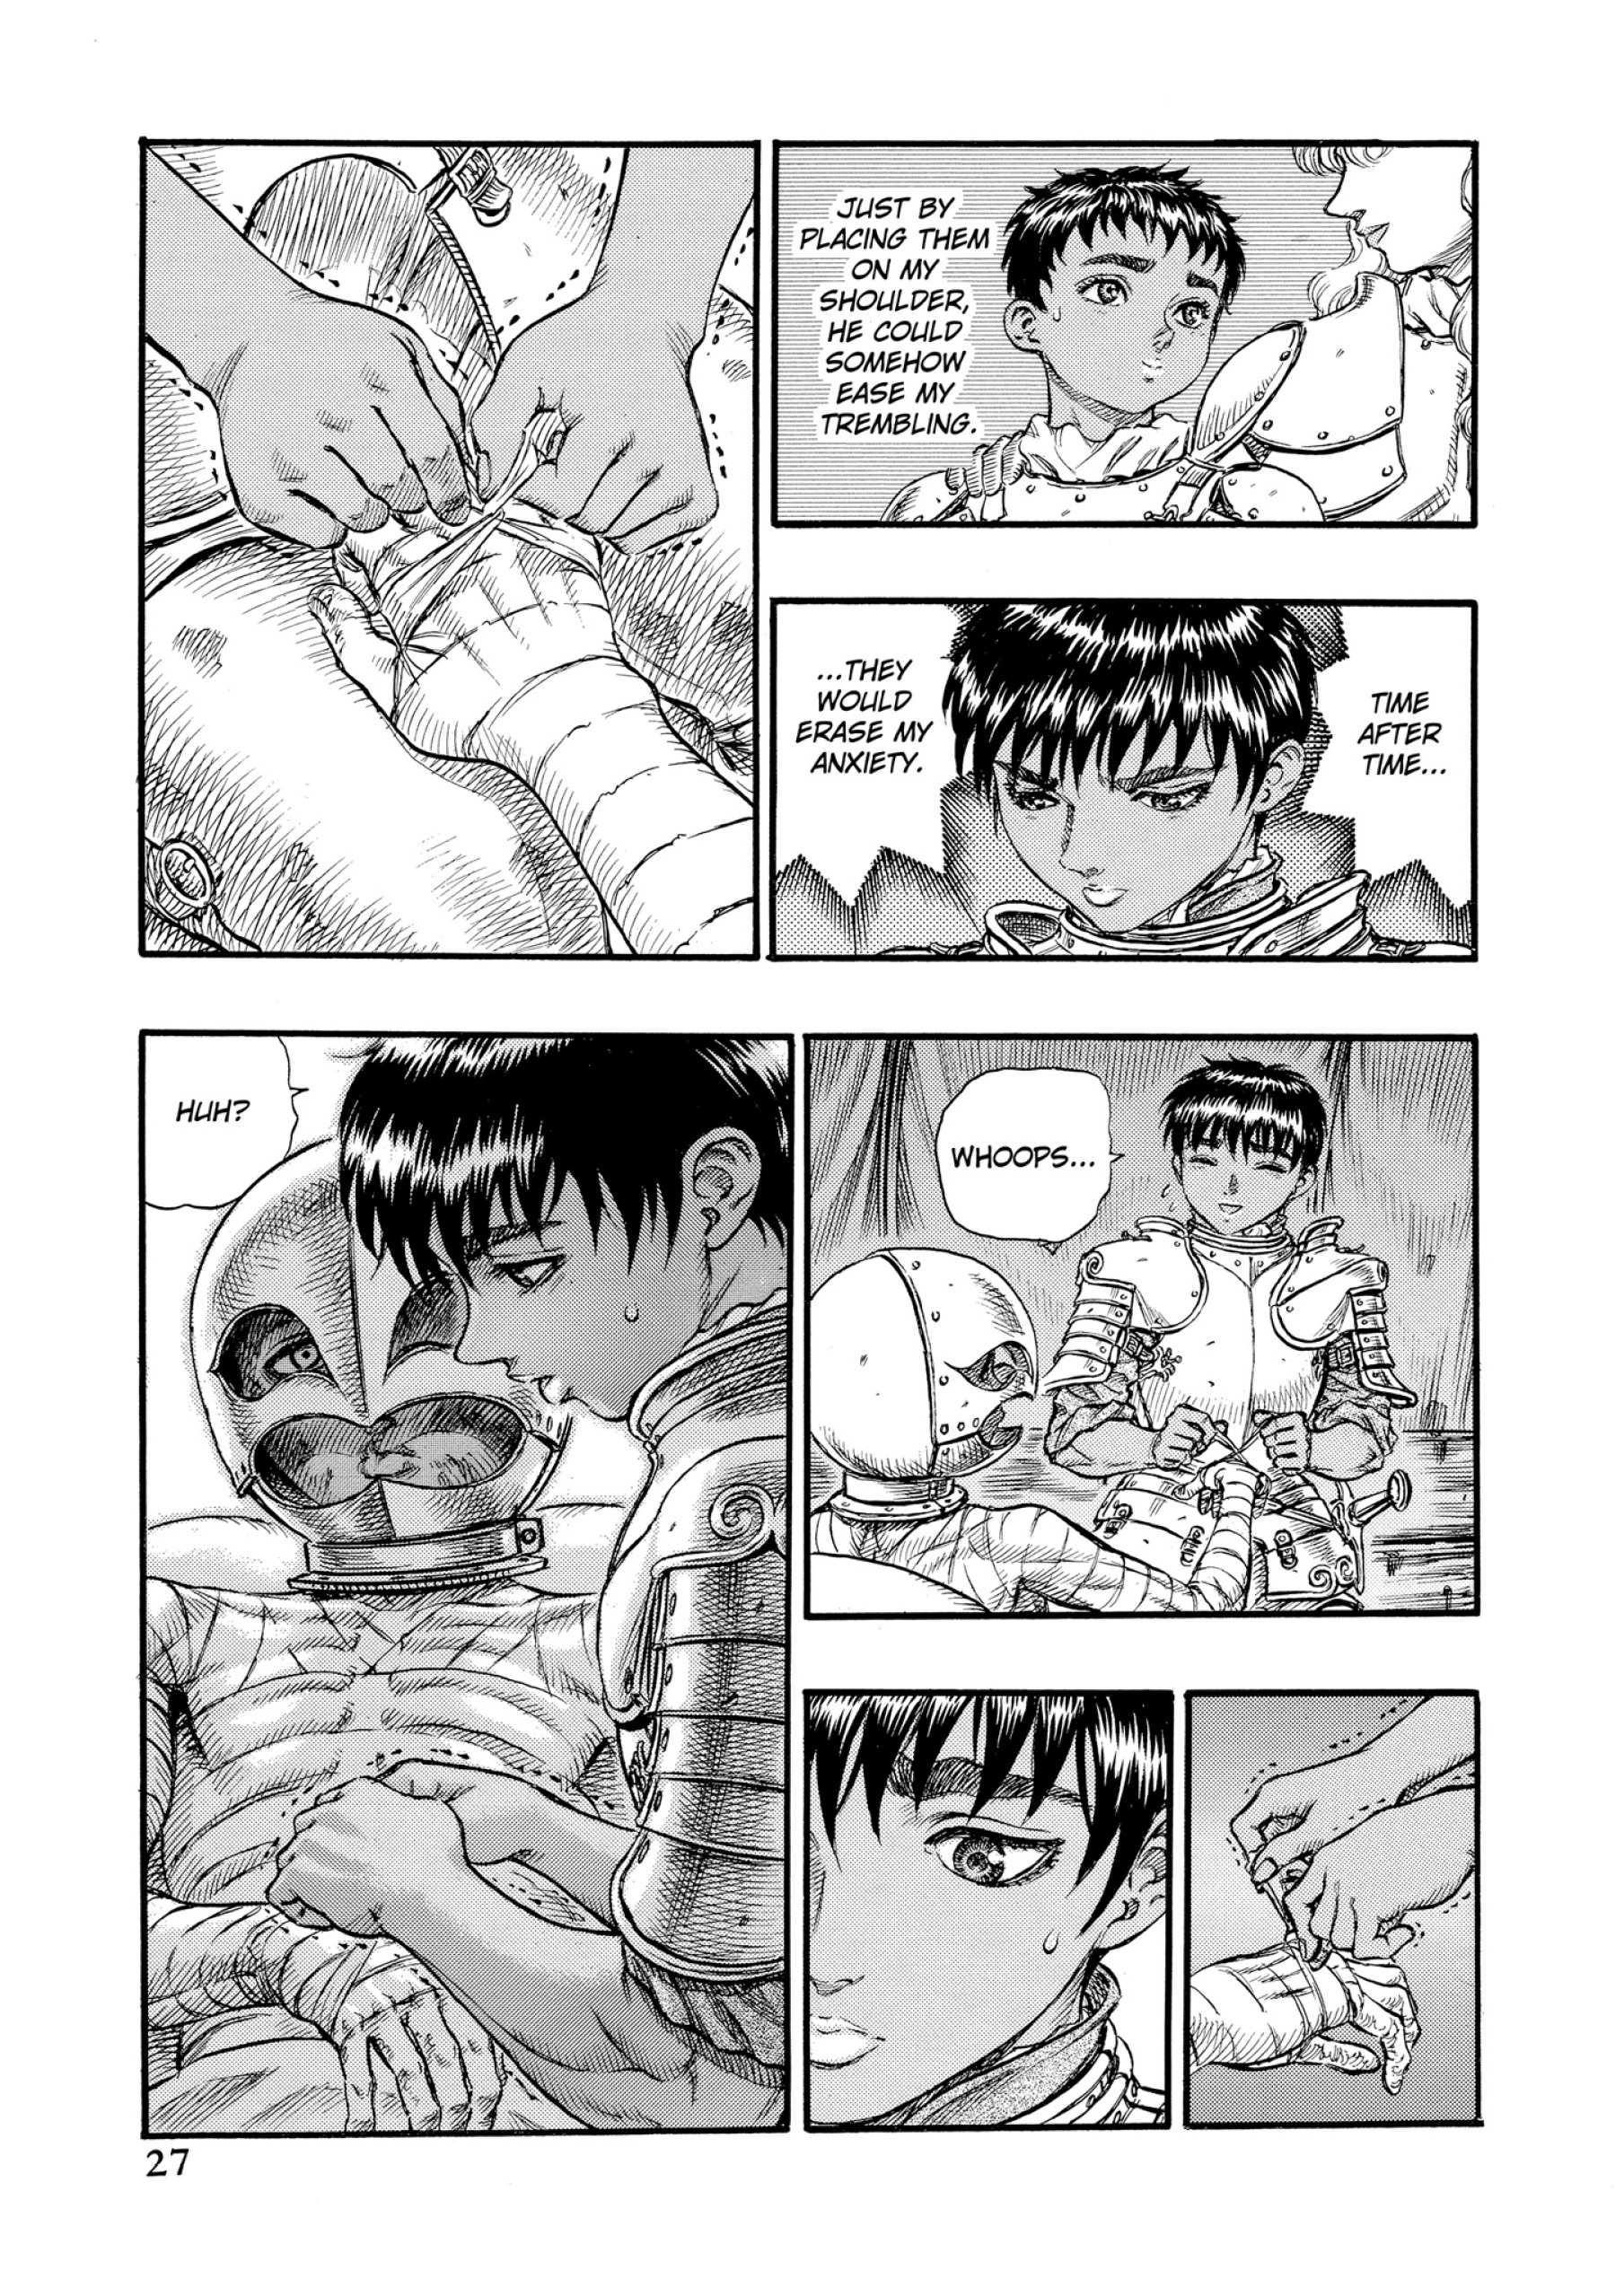 JUST BY
PLACING THEM
ON MY
SHOULDER,
HE COULD
SOMEHOW
EASE MY
TREMBLING.
TIME
AFTER
TIME...
...THEY
WOULD
ERASE MY
ANXIETY.
WHOOPS...
HUH?
27